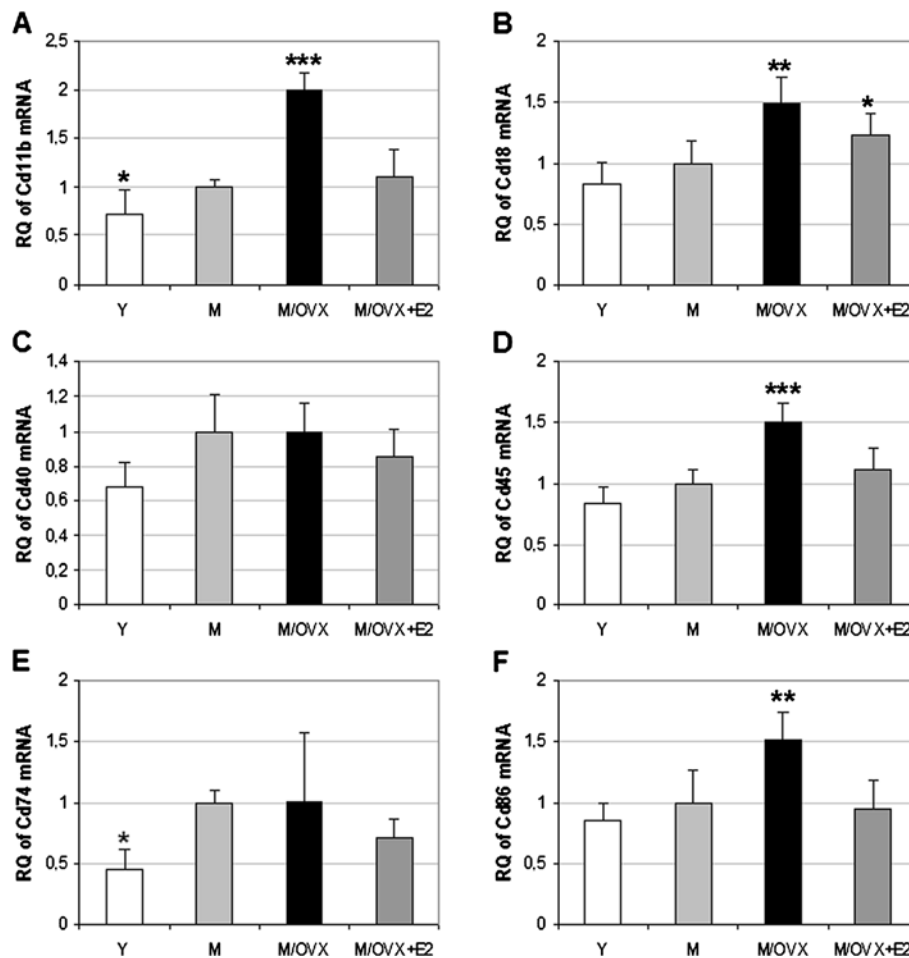 A
RQ of Cd11b mRNA
2,5
2
1,5
1
0,5
0
*
***
Y M M/OVX M/OVX+E2
B
RQ of Cd18 mRNA
2
1,5
1
0,5
0
**
*
Y M M/OVX M/OVX+E2
C
RQ of Cd40 mRNA
1,4
1,2
1
0,8
0,6
0,4
0,2
0
Y M M/OVX M/OVX+E2
D
RQ of Cd45 mRNA
2
1,5
1
0,5
0
***
Y M M/OVX M/OVX+E2
E
RQ of Cd74 mRNA
2
1,5
1
0,5
0
*
Y M M/OVX M/OVX+E2
F
RQ of Cd86 mRNA
2
1,5
1
0,5
0
**
Y M M/OVX M/OVX+E2